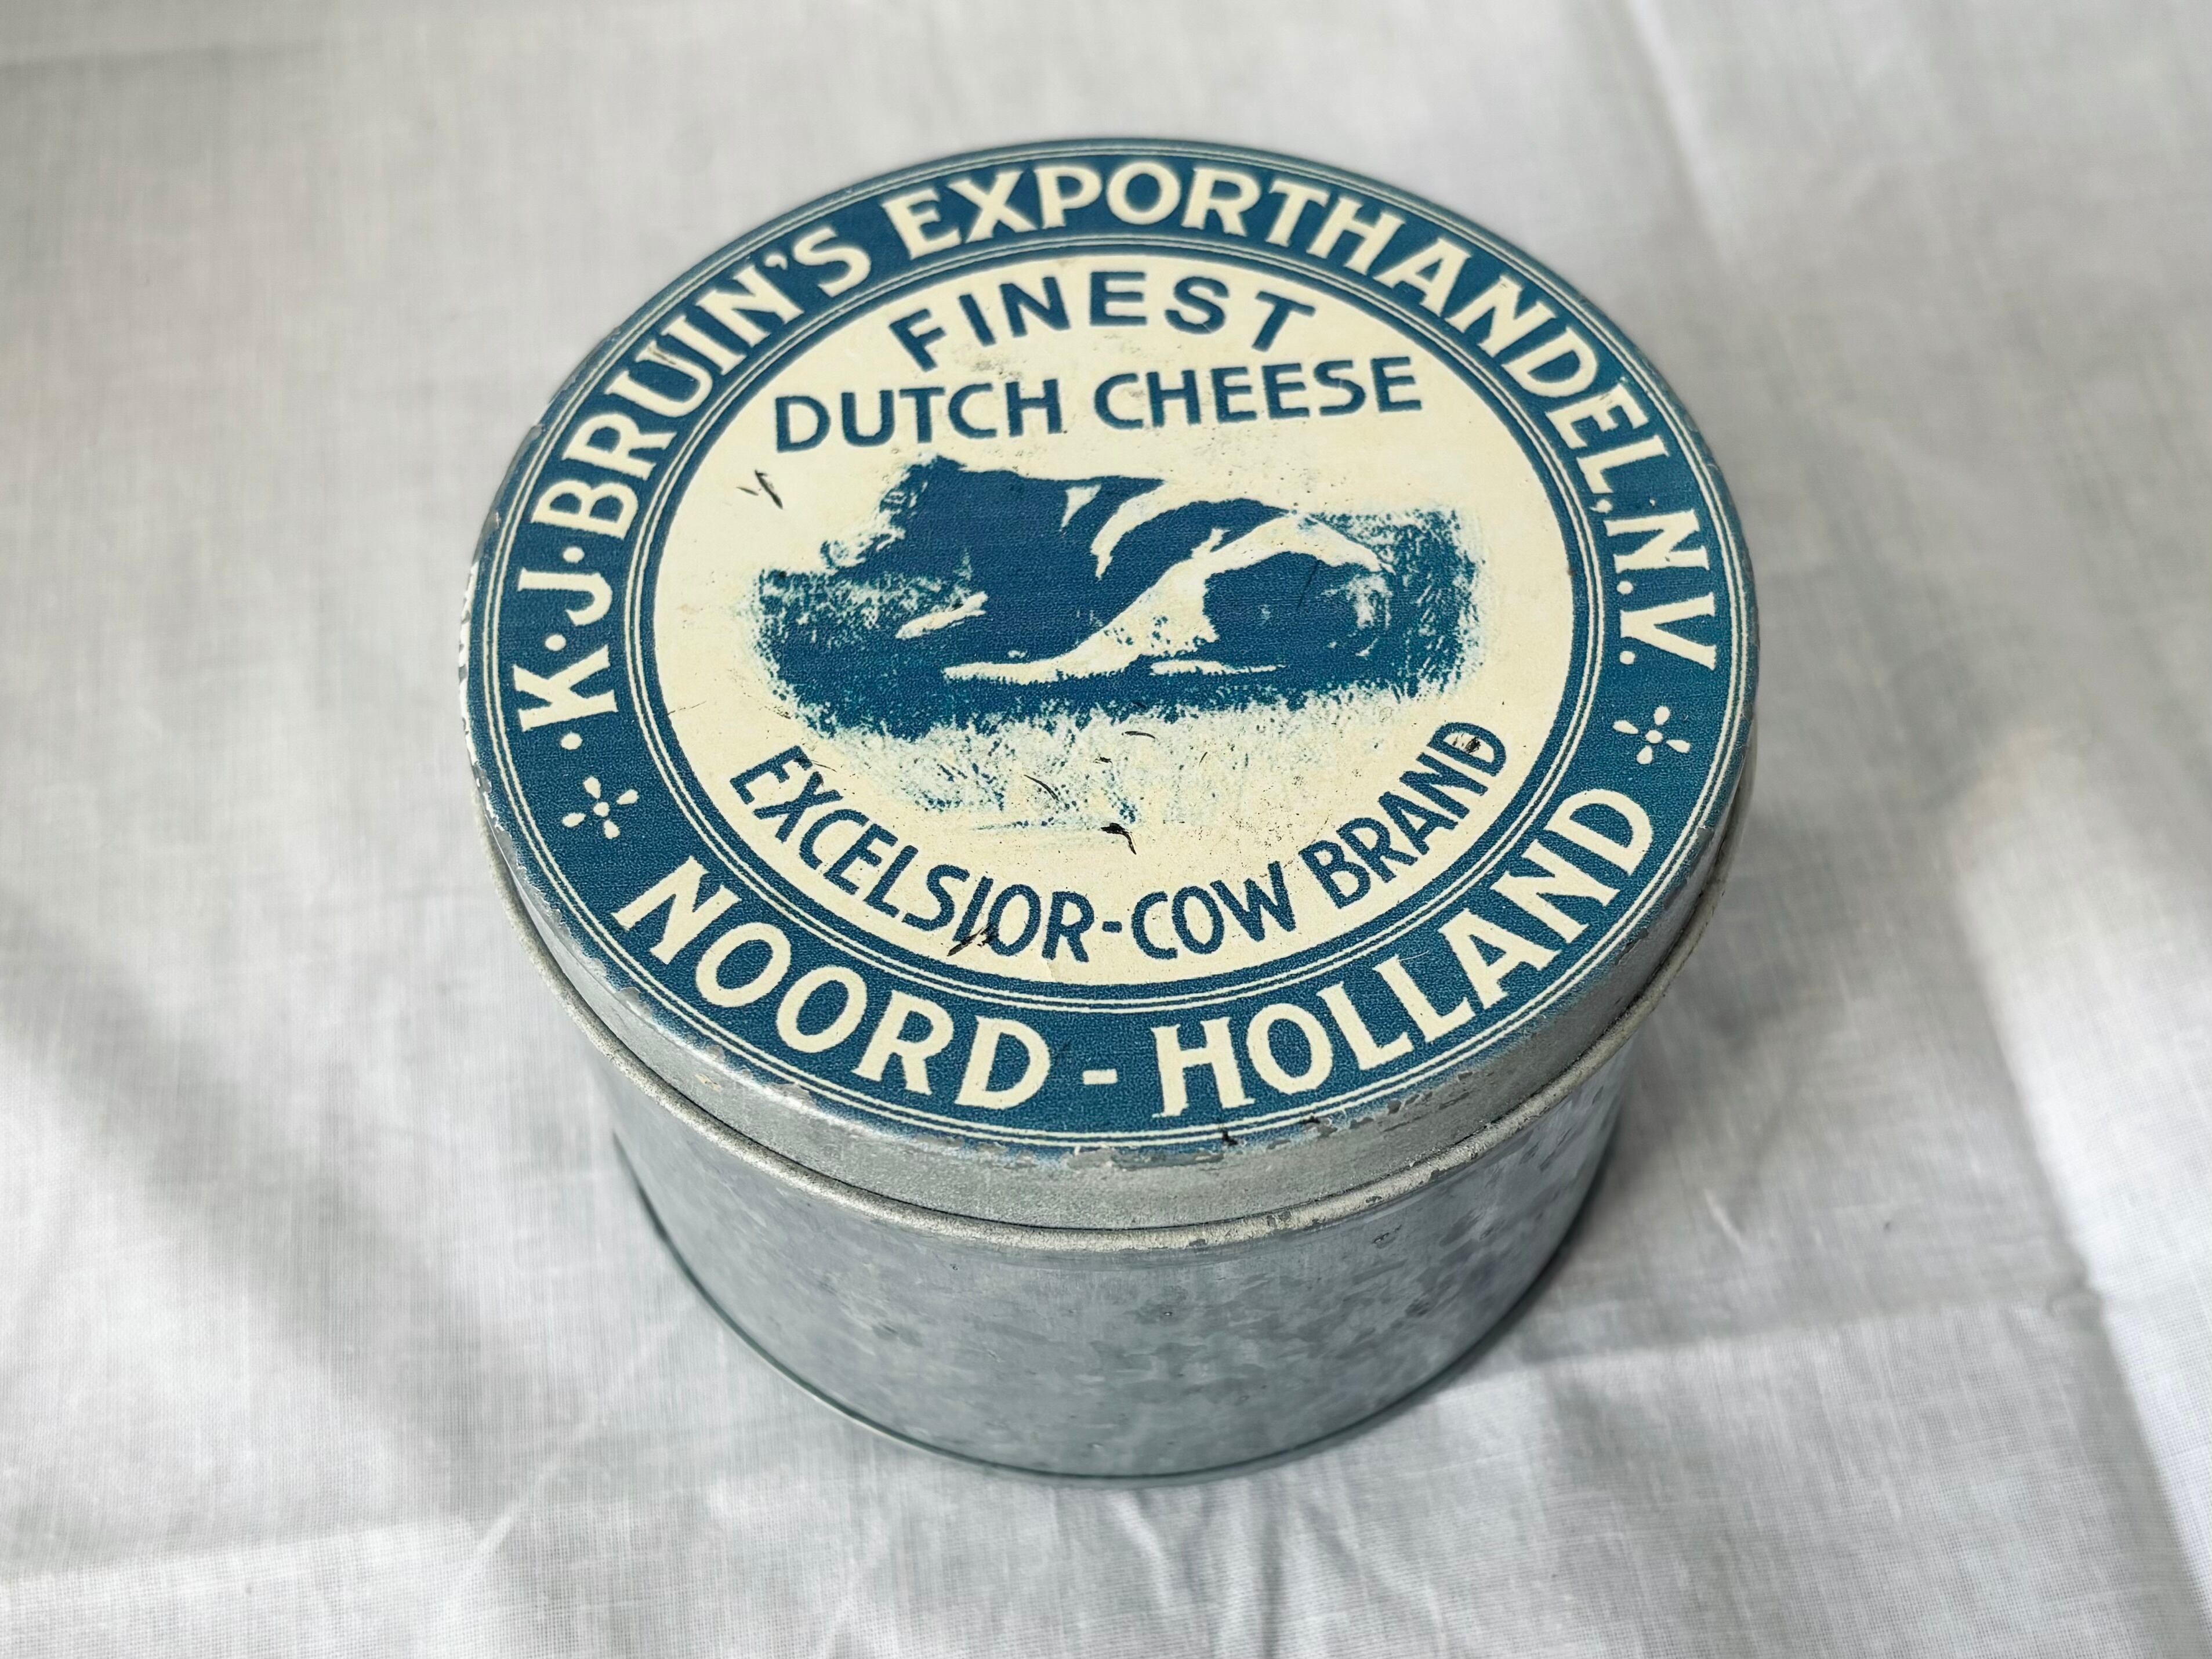 K·J·BRUIN'S EXPORTHANDEL, N.V.
FINEST
DUTCH CHEESE
EXCELSIOR-COW BRAND
NOORD - HOLLAND